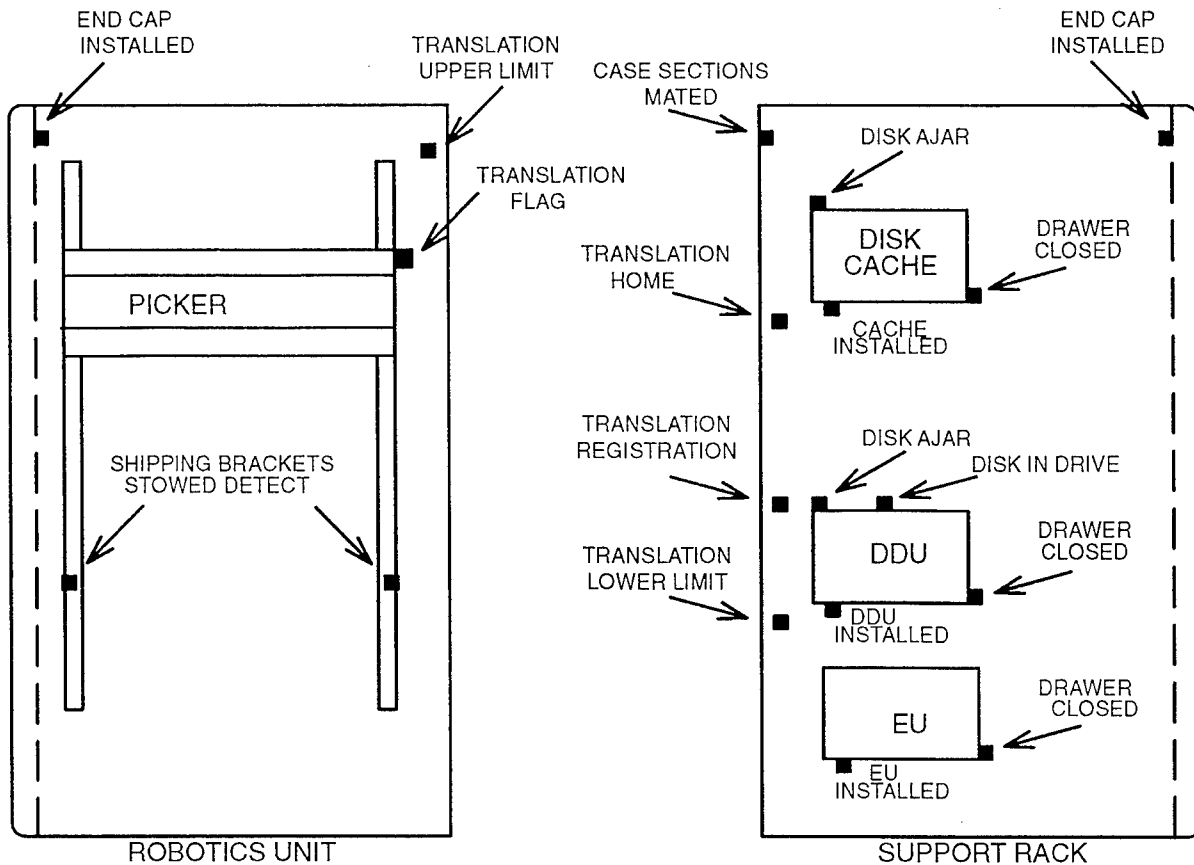 END CAP
INSTALLED
TRANSLATION
UPPER LIMIT
TRANSLATION
FLAG
PICKER
SHIPPING BRACKETS
STOWED DETECT
ROBOTICS UNIT
END CAP
INSTALLED
CASE SECTIONS
MATED
DISK AJAR
DISK
CACHE
DRAWER
CLOSED
TRANSLATION
HOME
CACHE
INSTALLED
TRANSLATION
REGISTRATION
DISK AJAR
DISK IN DRIVE
DDU
DRAWER
CLOSED
TRANSLATION
LOWER LIMIT
DDU
INSTALLED
EU
DRAWER
CLOSED
EU
INSTALLED
SUPPORT RACK